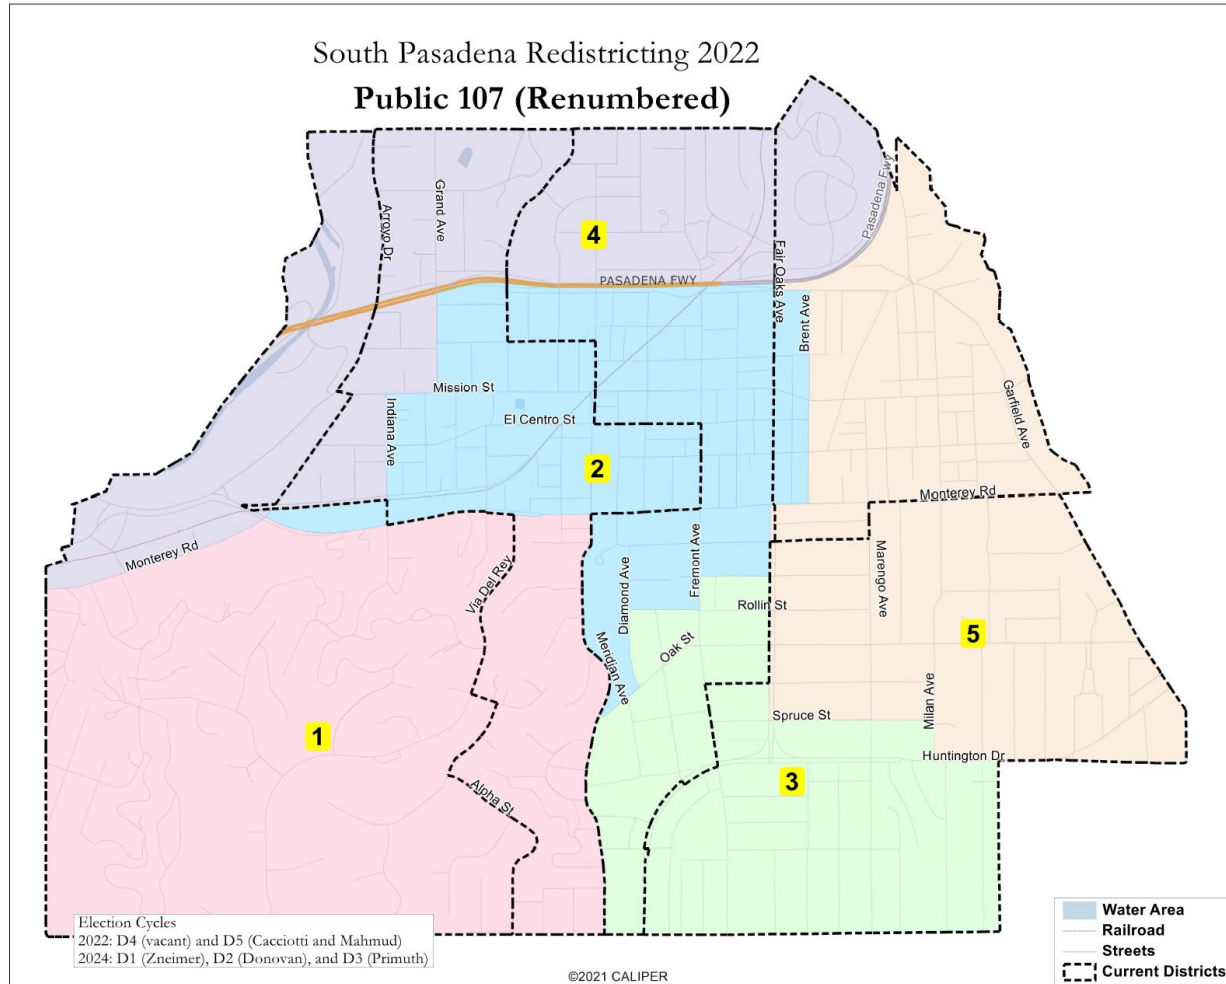 South Pasadena Redistricting 2022
Public 107 (Renumbered)
Pasadena Fwy
Grand Ave
Arroyo Dr
4
Fair Oaks Ave
PASADENA FWY
Brent Ave
Mission St
Garfield Ave
Indiana Ave
El Centro St
2
Monterey Rd
Monterey Rd
Fremont Ave
Marengo Ave
Via Del Rey
Diamond Ave
Rollin St
5
Oak St
Meridian Ave
Milan Ave
Spruce St
1
Huntington Dr
3
Alpha St
Election Cycles
2022: D4 (vacant) and D5 (Cacciotti and Mahmud)
2024: D1 (Zneimer), D2 (Donovan), and D3 (Primuth)
Water Area
Railroad
Streets
Current Districts
©2021 CALIPER